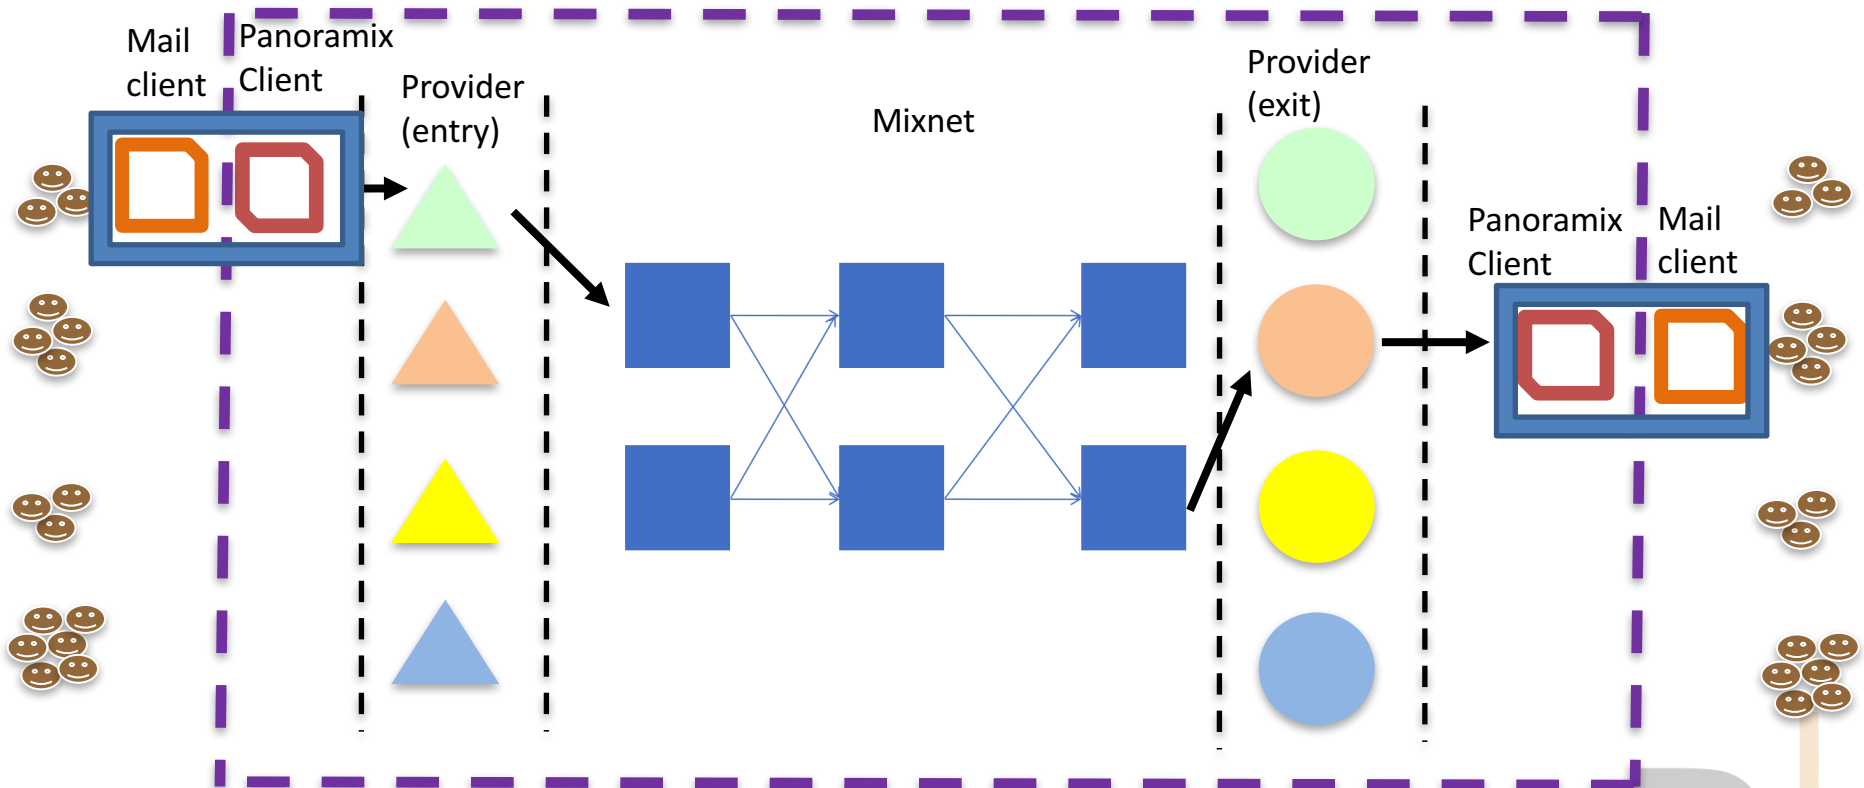 Mail
client
Panoramix
Client
Provider
(entry)
Mixnet
Provider
(exit)
Panoramix
Client
Mail
client